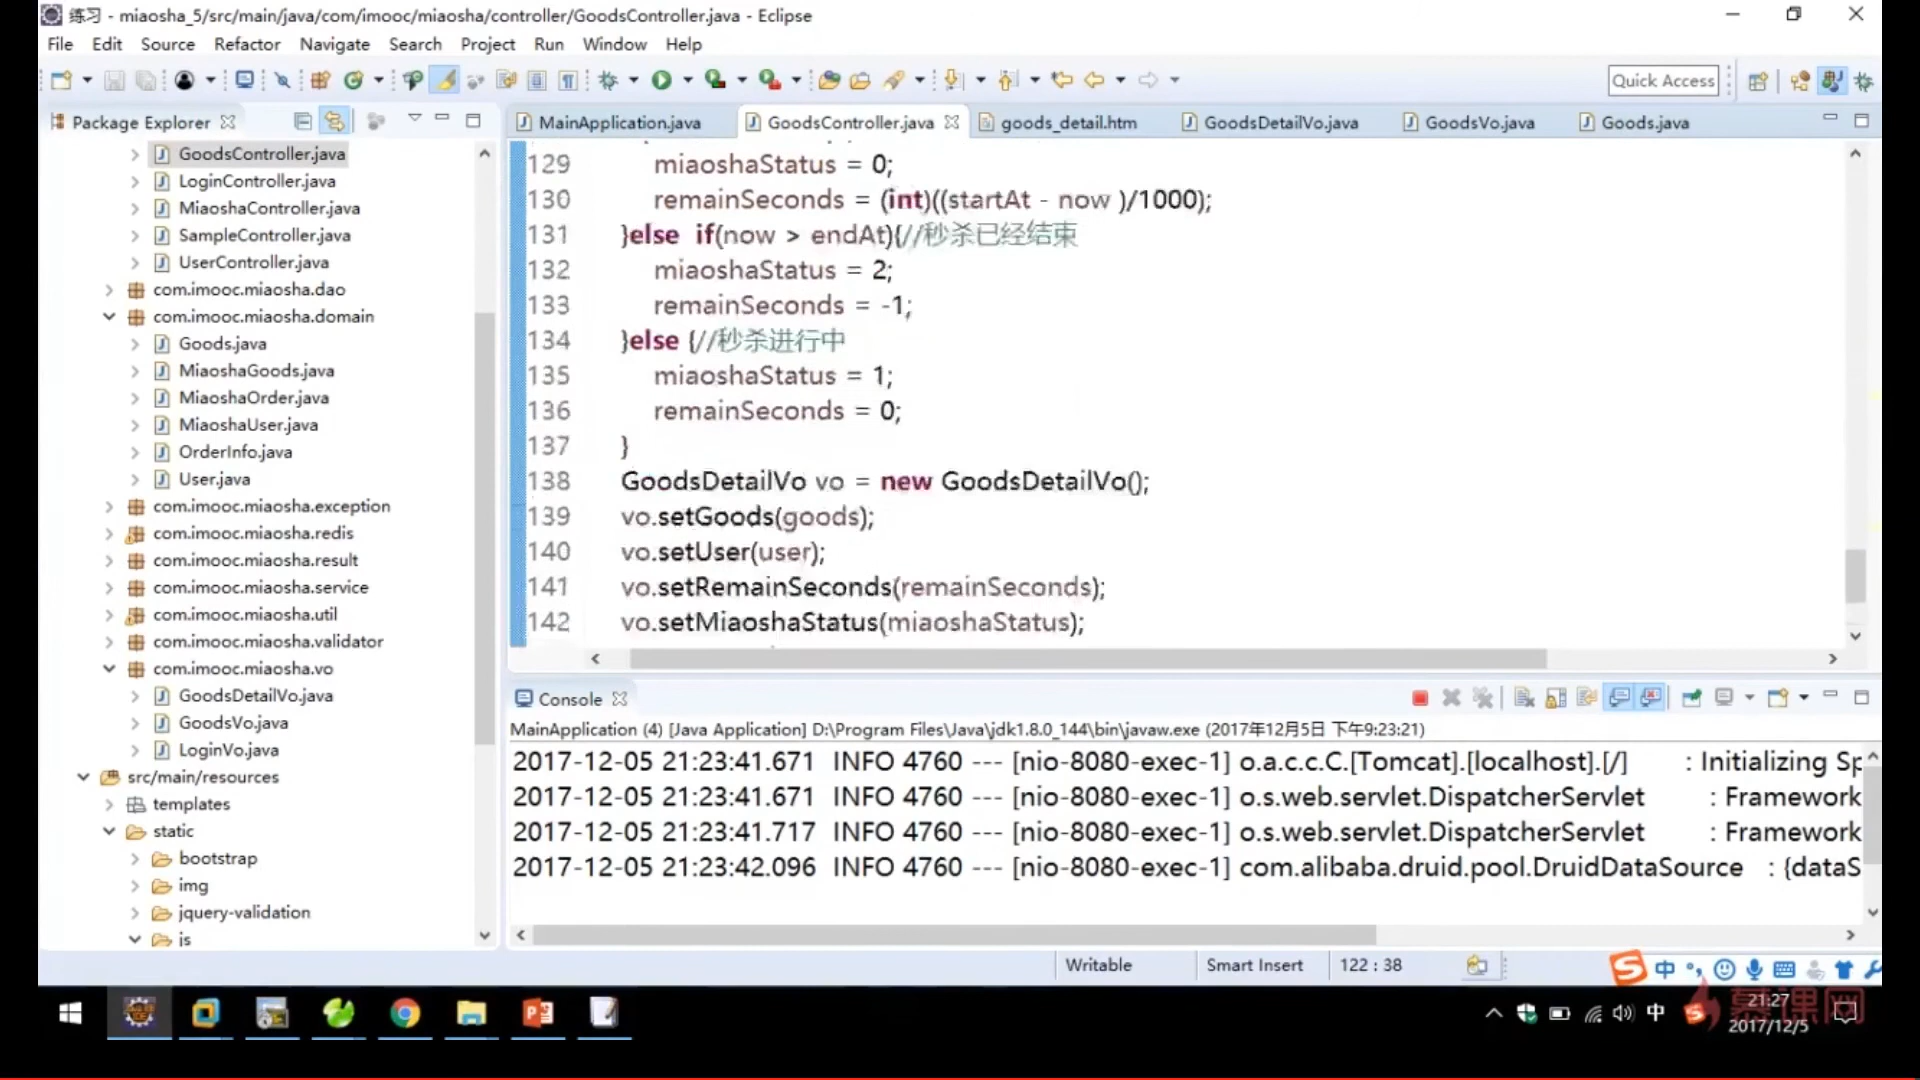 练习 - miaosha_5/src/main/java/com/imooc/miaosha/controller/GoodsController.java - Eclipse
File Edit Source Refactor Navigate Search Project Run Window Help
Quick Access
Package Explorer
GoodsController.java
LoginController.java
MiaoshaController.java
SampleController.java
UserController.java
com.imooc.miaosha.dao
com.imooc.miaosha.domain
Goods.java
MiaoshaGoods.java
MiaoshaOrder.java
MiaoshaUser.java
OrderInfo.java
User.java
com.imooc.miaosha.exception
com.imooc.miaosha.redis
com.imooc.miaosha.result
com.imooc.miaosha.service
com.imooc.miaosha.util
com.imooc.miaosha.validator
com.imooc.miaosha.vo
GoodsDetailVo.java
GoodsVo.java
LoginVo.java
src/main/resources
templates
static
bootstrap
img
jquery-validation
js
MainApplication.java GoodsController.java goods_detail.htm GoodsDetailVo.java GoodsVo.java Goods.java
129 miaoshaStatus = 0;
130 remainSeconds = (int)((startAt - now )/1000);
131 }else if(now > endAt){//秒杀已经结束
132 miaoshaStatus = 2;
133 remainSeconds = -1;
134 }else {//秒杀进行中
135 miaoshaStatus = 1;
136 remainSeconds = 0;
137 }
138 GoodsDetailVo vo = new GoodsDetailVo();
139 vo.setGoods(goods);
140 vo.setUser(user);
141 vo.setRemainSeconds(remainSeconds);
142 vo.setMiaoshaStatus(miaoshaStatus);
Console
MainApplication (4) [Java Application] D:\Program Files\Java\jdk1.8.0_144\bin\javaw.exe (2017年12月5日 下午9:23:21)
2017-12-05 21:23:41.671 INFO 4760 --- [nio-8080-exec-1] o.a.c.c.C.[Tomcat].[localhost].[/] : Initializing Sp
2017-12-05 21:23:41.671 INFO 4760 --- [nio-8080-exec-1] o.s.web.servlet.DispatcherServlet : Framework
2017-12-05 21:23:41.717 INFO 4760 --- [nio-8080-exec-1] o.s.web.servlet.DispatcherServlet : Framework
2017-12-05 21:23:42.096 INFO 4760 --- [nio-8080-exec-1] com.alibaba.druid.pool.DruidDataSource : {dataS
Writable Smart Insert 122 : 38
中
中
21:27
2017/12/5
慕课网